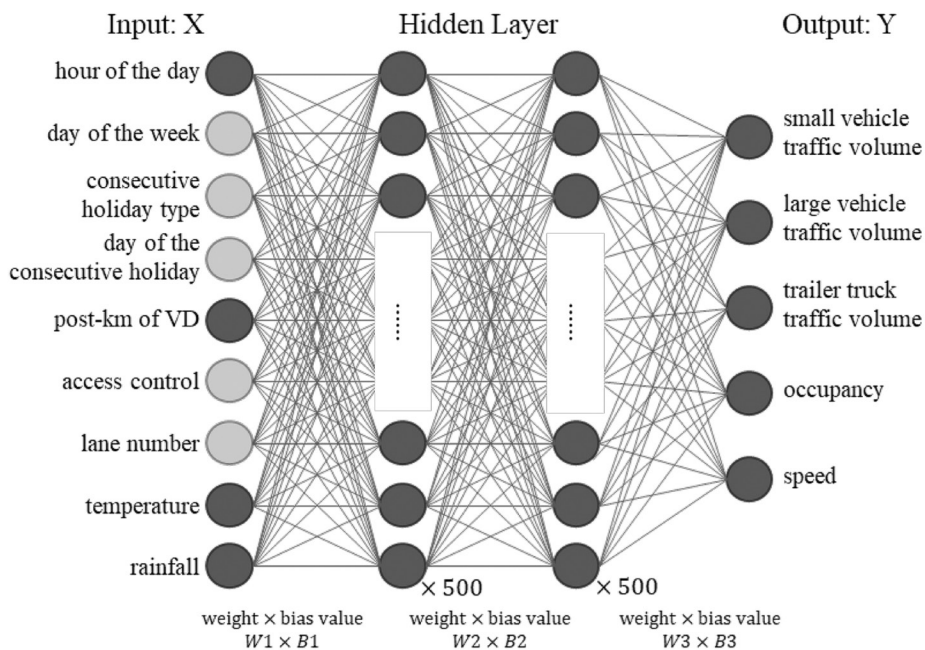 Input: X
Hidden Layer
Output: Y
hour of the day
day of the week
consecutive
holiday type
day of the
consecutive holiday
post-km of VD
access control
lane number
temperature
rainfall
small vehicle
traffic volume
large vehicle
traffic volume
trailer truck
traffic volume
occupancy
speed
......
......
× 500
× 500
weight × bias value
W1 × B1
weight × bias value
W2 × B2
weight × bias value
W3 × B3